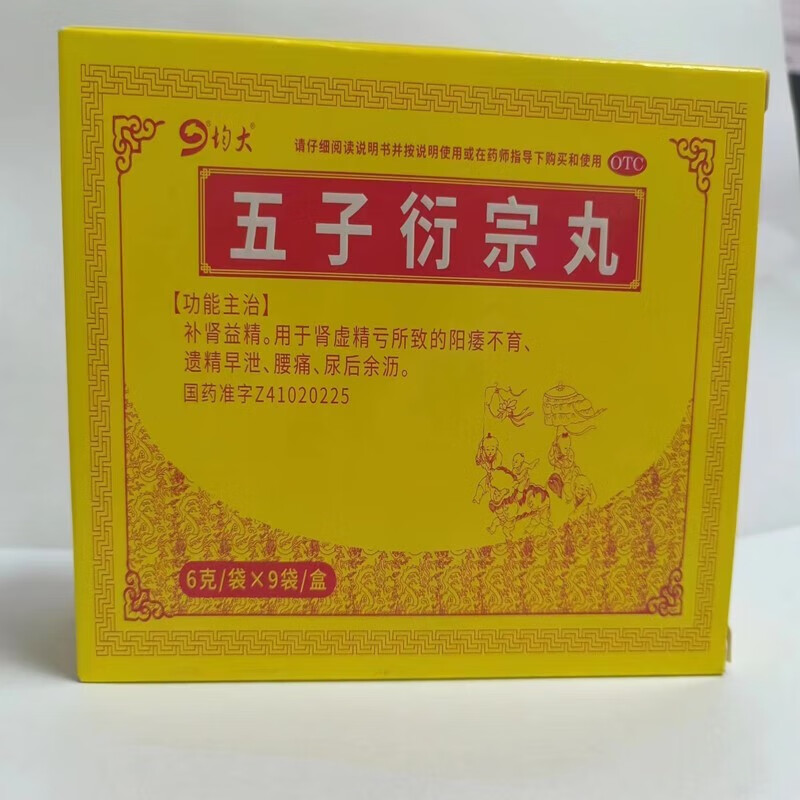 均大
请仔细阅读说明书并按说明使用或在药师指导下购买和使用 OTC
五子衍宗丸
【功能主治】
补肾益精。用于肾虚精亏所致的阳痿不育、
遗精早泄、腰痛、尿后余沥。
国药准字Z41020225
6克/袋×9袋/盒